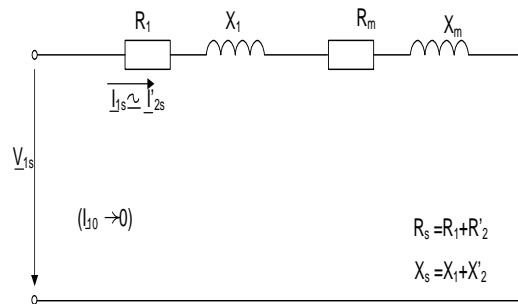 R₁ X₁ Rₘ Xₘ
I₁ₛ ≃ I'₂ₛ
V₁ₛ
(I₁₀ →0)
Rₛ =R₁+R'₂
Xₛ =X₁+X'₂